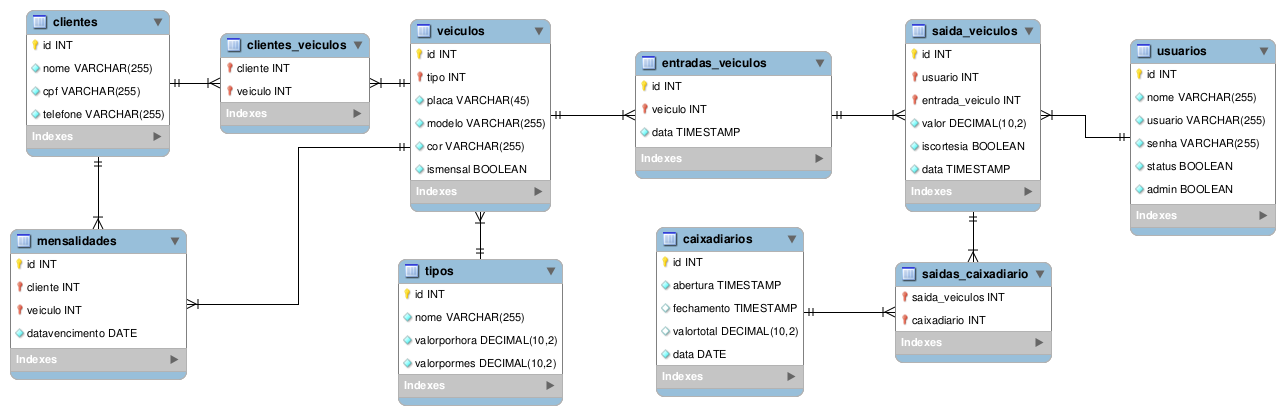 clientes
id INT
nome VARCHAR(255)
cpf VARCHAR(255)
telefone VARCHAR(255)
Indexes
clientes_veiculos
cliente INT
veiculo INT
Indexes
veiculos
id INT
tipo INT
placa VARCHAR(45)
modelo VARCHAR(255)
cor VARCHAR(255)
ismensal BOOLEAN
Indexes
entradas_veiculos
id INT
veiculo INT
data TIMESTAMP
Indexes
saida_veiculos
id INT
usuario INT
entrada_veiculo INT
valor DECIMAL(10,2)
iscortesia BOOLEAN
data TIMESTAMP
Indexes
usuarios
id INT
nome VARCHAR(255)
usuario VARCHAR(255)
senha VARCHAR(255)
status BOOLEAN
admin BOOLEAN
Indexes
mensalidades
id INT
cliente INT
veiculo INT
datavencimento DATE
Indexes
tipos
id INT
nome VARCHAR(255)
valorporhora DECIMAL(10,2)
valorpormes DECIMAL(10,2)
Indexes
caixadiarios
id INT
abertura TIMESTAMP
fechamento TIMESTAMP
valortotal DECIMAL(10,2)
data DATE
Indexes
saidas_caixadiario
saida_veiculos INT
caixadiario INT
Indexes